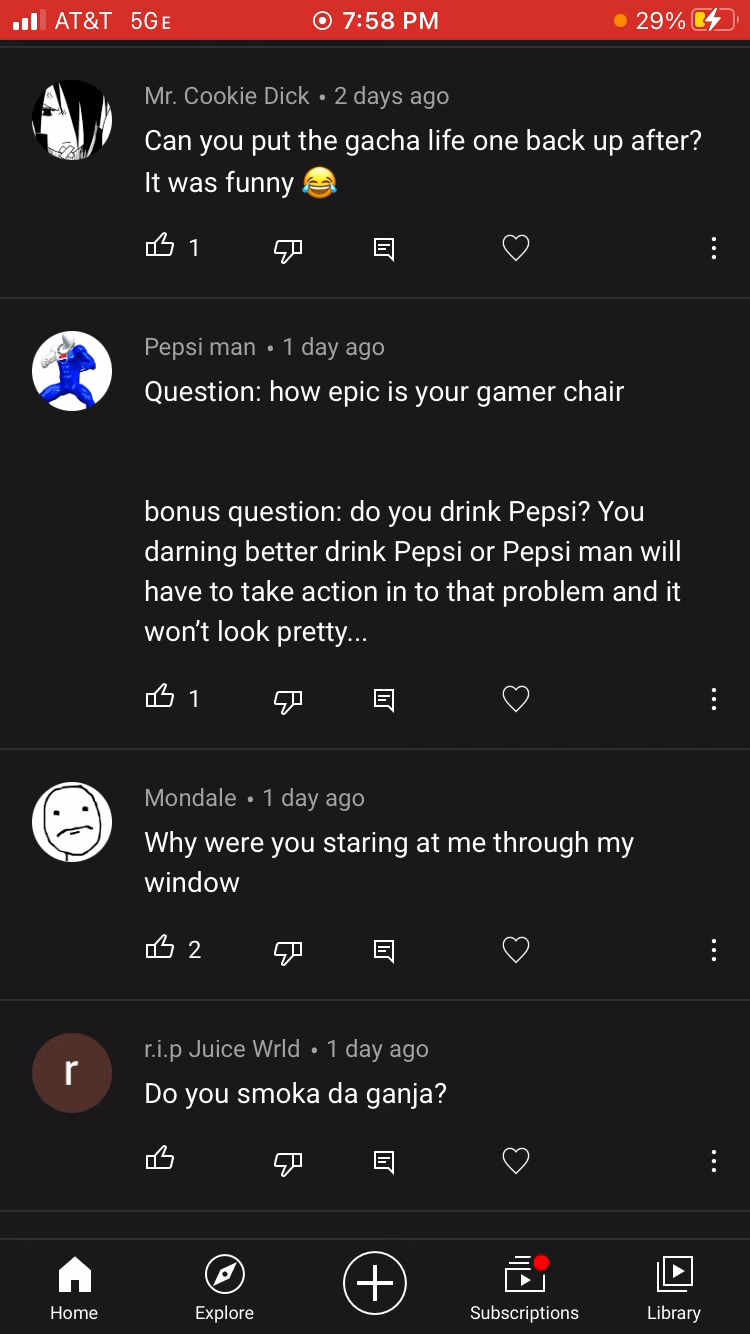 AT&T 5GE 7:58 PM 29%
Mr. Cookie Dick • 2 days ago
Can you put the gacha life one back up after?
It was funny 😂
1
Pepsi man • 1 day ago
Question: how epic is your gamer chair
bonus question: do you drink Pepsi? You
darning better drink Pepsi or Pepsi man will
have to take action in to that problem and it
won’t look pretty...
1
Mondale • 1 day ago
Why were you staring at me through my
window
2
r
r.i.p Juice Wrld • 1 day ago
Do you smoka da ganja?
Home Explore Subscriptions Library